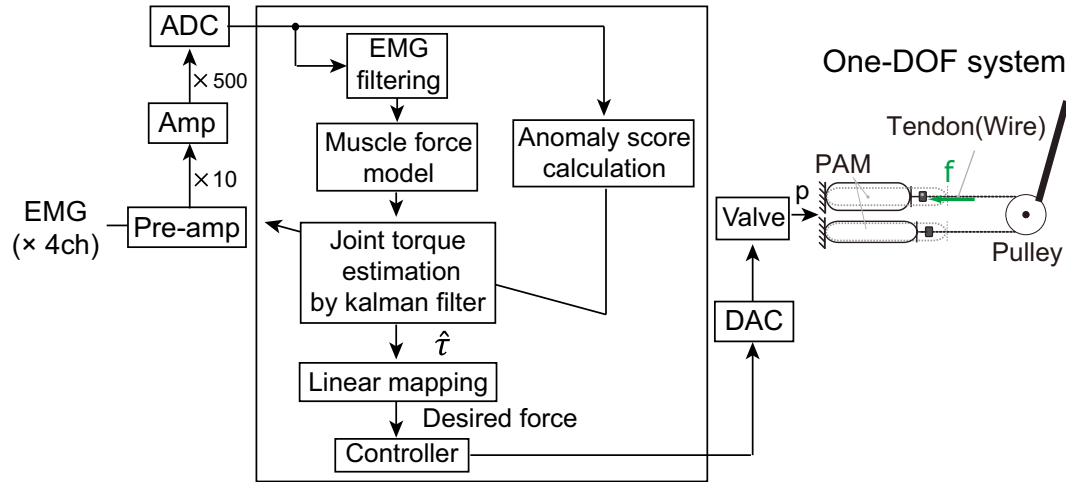 ADC
× 500
Amp
× 10
EMG
(× 4ch)
Pre-amp
EMG
filtering
Muscle force
model
Anomaly score
calculation
Joint torque
estimation
by kalman filter
τ̂
Linear mapping
Desired force
Controller
DAC
Valve
p
One-DOF system
Tendon(Wire)
PAM
f
Pulley